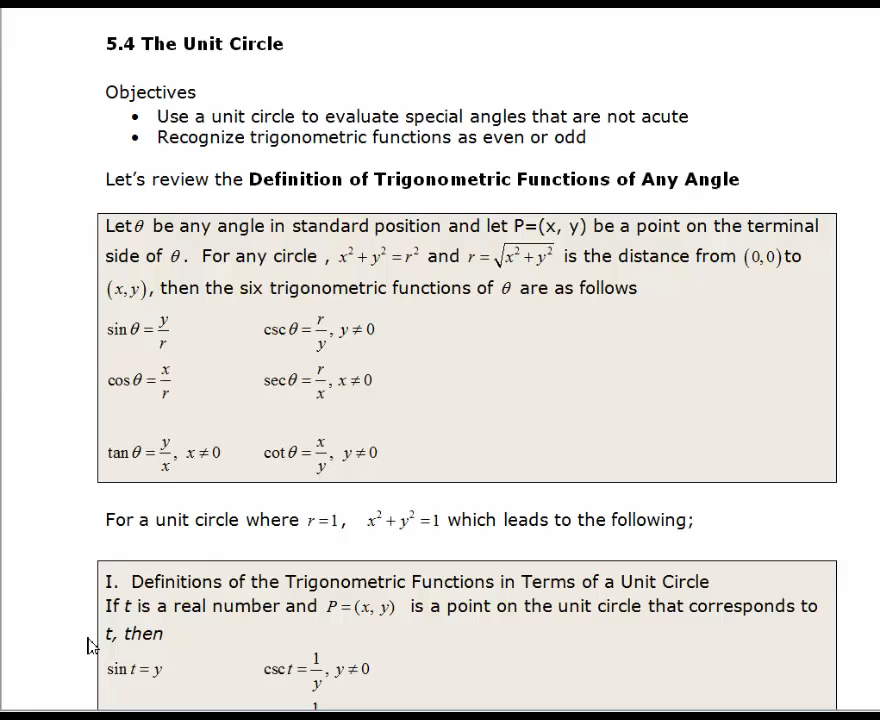 5.4 The Unit Circle
Objectives
• Use a unit circle to evaluate special angles that are not acute
• Recognize trigonometric functions as even or odd
Let's review the Definition of Trigonometric Functions of Any Angle
Let θ be any angle in standard position and let P=(x, y) be a point on the terminal
side of θ. For any circle , x² + y² = r² and r = √(x² + y²) is the distance from (0,0) to
(x, y), then the six trigonometric functions of θ are as follows
sin θ = y/r csc θ = r/y, y ≠ 0
cos θ = x/r sec θ = r/x, x ≠ 0
tan θ = y/x, x ≠ 0 cot θ = x/y, y ≠ 0
For a unit circle where r = 1, x² + y² = 1 which leads to the following;
I. Definitions of the Trigonometric Functions in Terms of a Unit Circle
If t is a real number and P = (x, y) is a point on the unit circle that corresponds to
t, then
sin t = y csc t = 1/y, y ≠ 0